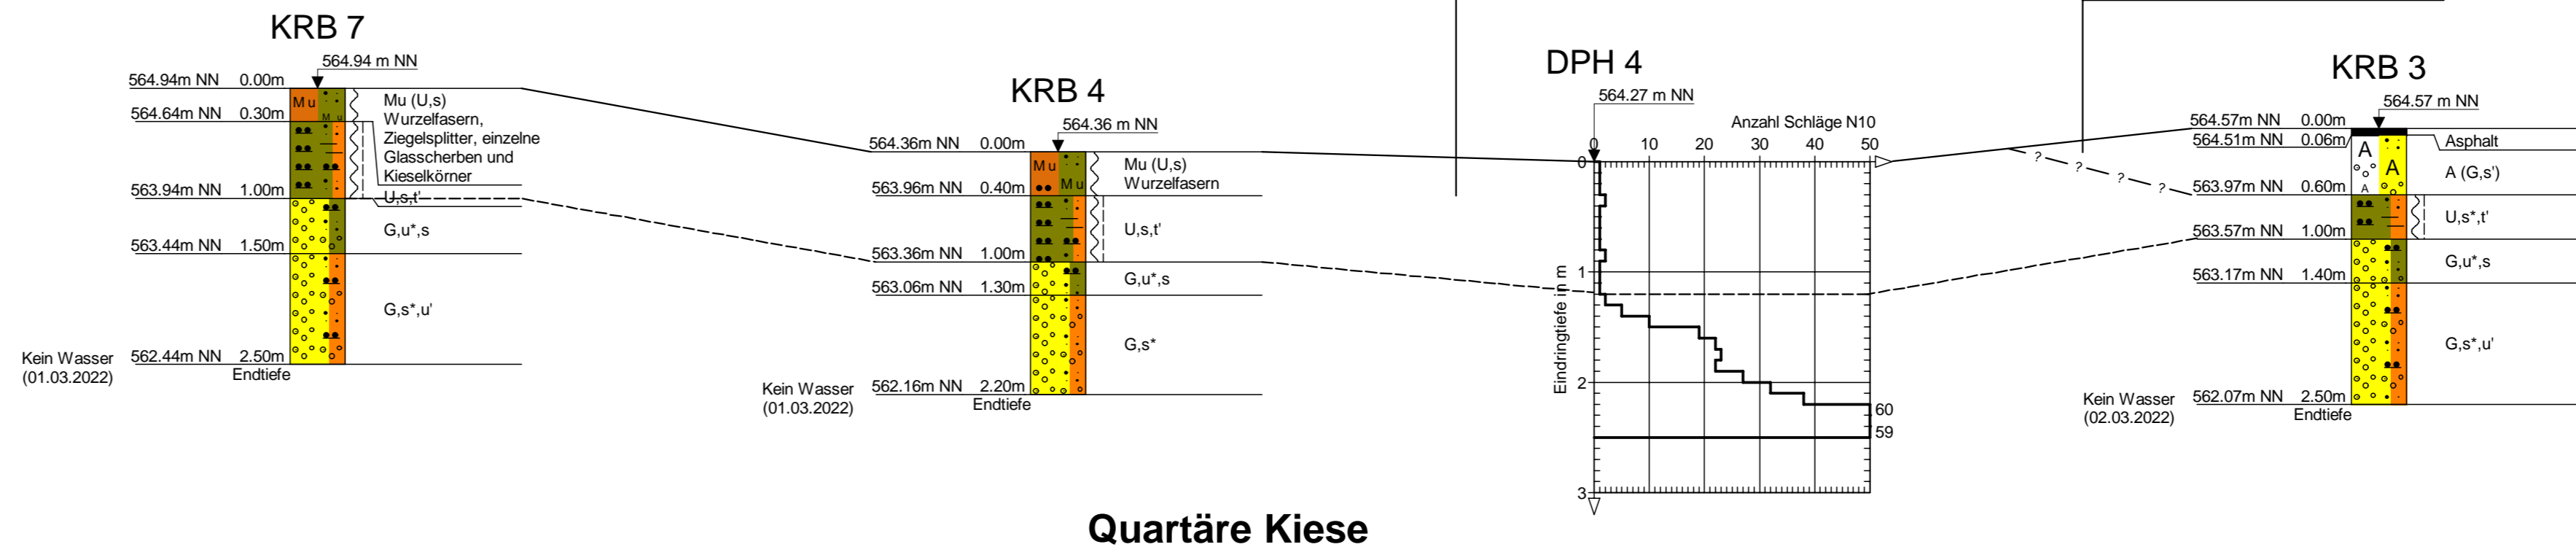 KRB 7
564.94 m NN
564.94m NN 0.00m
564.64m NN 0.30m
563.94m NN 1.00m
563.44m NN 1.50m
562.44m NN 2.50m
Endtiefe
Kein Wasser
(01.03.2022)
Mu
Mu
Mu (U,s)
Wurzelfasern,
Ziegelsplitter, einzelne
Glasscherben und
Kieselkörner
U,s,t'
G,u*,s
G,s*,u'
KRB 4
564.36 m NN
564.36m NN 0.00m
563.96m NN 0.40m
563.36m NN 1.00m
563.06m NN 1.30m
562.16m NN 2.20m
Endtiefe
Kein Wasser
(01.03.2022)
Mu
Mu
Mu (U,s)
Wurzelfasern
U,s,t'
G,u*,s
G,s*
DPH 4
564.27 m NN
Anzahl Schläge N10
0 10 20 30 40 50
0
0
1
2
3
Eindringtiefe in m
60
59
? ? ? ?
KRB 3
564.57 m NN
564.57m NN 0.00m
564.51m NN 0.06m
563.97m NN 0.60m
563.57m NN 1.00m
563.17m NN 1.40m
562.07m NN 2.50m
Endtiefe
Kein Wasser
(02.03.2022)
A
A
A
Asphalt
A (G,s')
U,s*,t'
G,u*,s
G,s*,u'
Quartäre Kiese